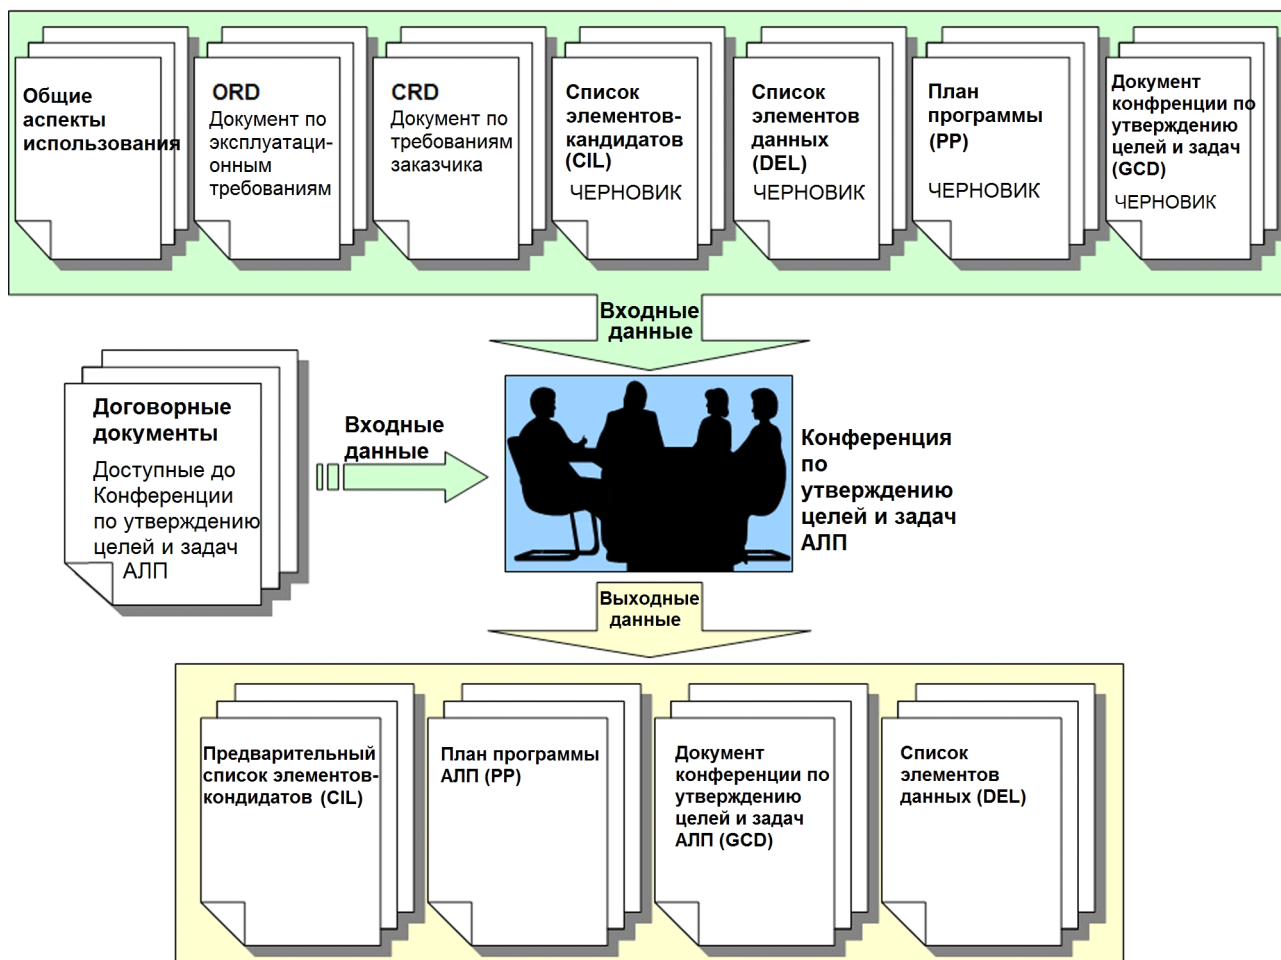 Общие
аспекты
использования
ORD
Документ по
эксплуатаци-
онным
требованиям
CRD
Документ по
требованиям
заказчика
Список
элементов-
кандидатов
(CIL)
ЧЕРНОВИК
Список
элементов
данных
(DEL)
ЧЕРНОВИК
План
программы
(PP)
ЧЕРНОВИК
Документ
конфренции по
утверждению
целей и задач
(GCD)
ЧЕРНОВИК
Входные
данные
Договорные
документы
Доступные до
Конференции
по утверждению
целей и задач
АЛП
Входные
данные
Конференция
по
утверждению
целей и задач
АЛП
Выходные
данные
Предварительный
список элементов-
кондидатов (CIL)
План программы
АЛП (PP)
Документ
конференции по
утверждению
целей и задач
АЛП (GCD)
Список
элементов
данных (DEL)